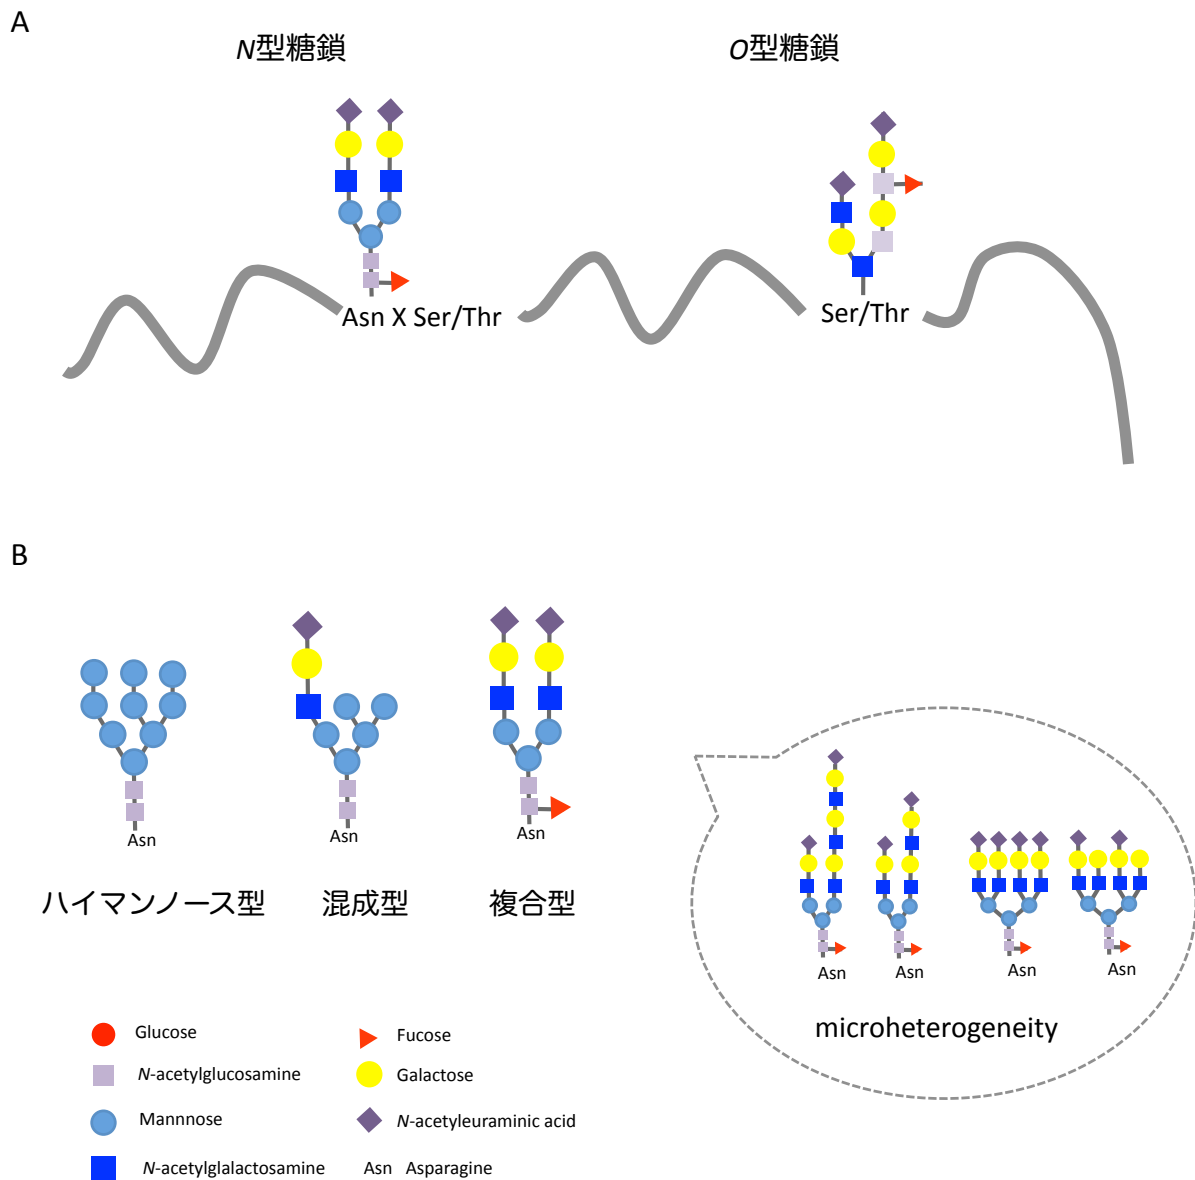 A
N型糖鎖
O型糖鎖
Asn X Ser/Thr
Ser/Thr
B
Asn
Asn
Asn
ハイマンノース型
混成型
複合型
Asn
Asn
Asn
Asn
microheterogeneity
Glucose
Fucose
N-acetylglucosamine
Galactose
Mannnose
N-acetyleuraminic acid
N-acetylglalactosamine
Asn Asparagine